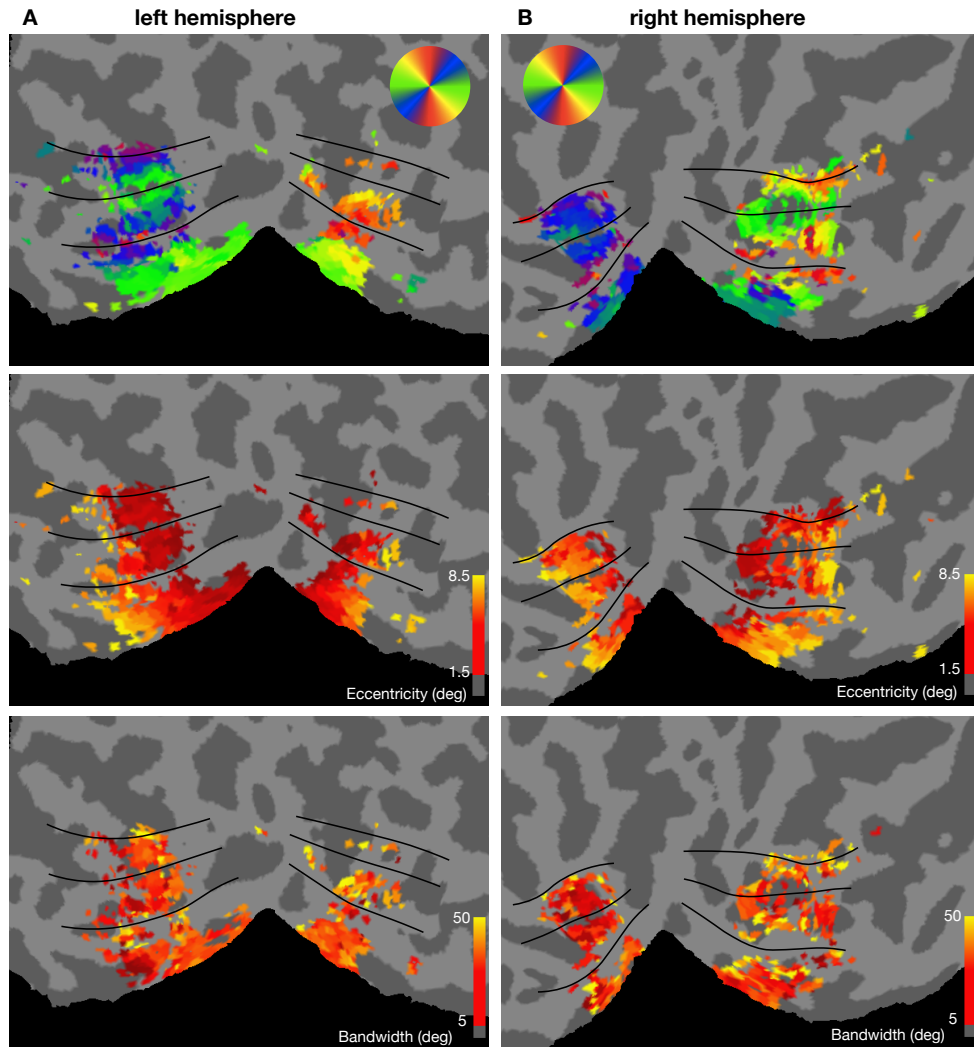 A left hemisphere
B right hemisphere
8.5
1.5
Eccentricity (deg)
8.5
1.5
Eccentricity (deg)
50
5
Bandwidth (deg)
50
5
Bandwidth (deg)